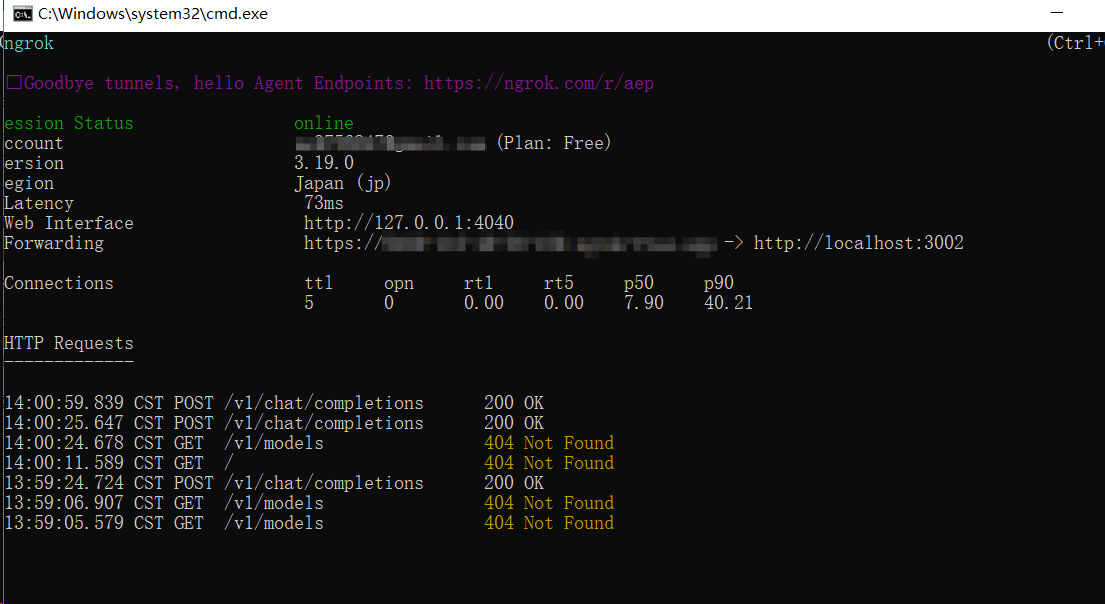 C:\Windows\system32\cmd.exe
ngrok (Ctrl+
Goodbye tunnels, hello Agent Endpoints: https://ngrok.com/r/aep
ession Status online
ccount (Plan: Free)
ersion 3.19.0
egion Japan (jp)
Latency 73ms
Web Interface http://127.0.0.1:4040
Forwarding https:// -> http://localhost:3002
Connections ttl opn rt1 rt5 p50 p90
5 0 0.00 0.00 7.90 40.21
HTTP Requests
-------------
14:00:59.839 CST POST /v1/chat/completions 200 OK
14:00:25.647 CST POST /v1/chat/completions 200 OK
14:00:24.678 CST GET /v1/models 404 Not Found
14:00:11.589 CST GET / 404 Not Found
13:59:24.724 CST POST /v1/chat/completions 200 OK
13:59:06.907 CST GET /v1/models 404 Not Found
13:59:05.579 CST GET /v1/models 404 Not Found